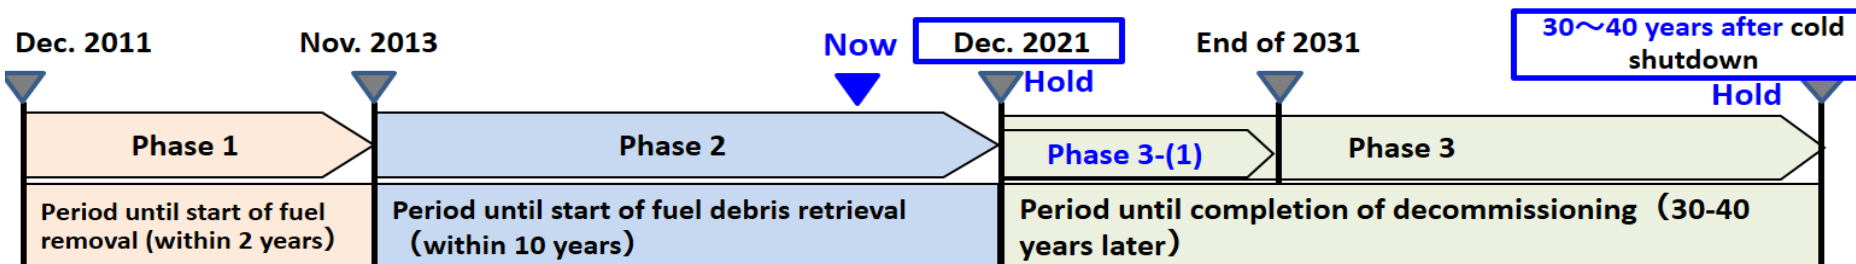 Dec. 2011
Nov. 2013
Now
Dec. 2021
Hold
End of 2031
30～40 years after cold
shutdown
Hold
Phase 1
Phase 2
Phase 3-(1)
Phase 3
Period until start of fuel
removal (within 2 years）
Period until start of fuel debris retrieval
（within 10 years）
Period until completion of decommissioning（30-40
years later）